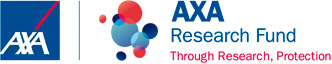 AXA
AXA
Research Fund
Through Research, Protection